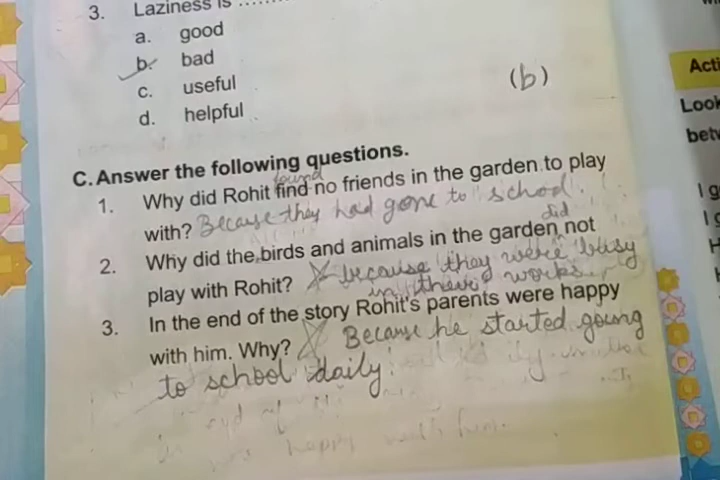 3. Laziness is ......
a. good
b. bad
c. useful
(b)
d. helpful
C. Answer the following questions.
found
1. Why did Rohit find no friends in the garden to play
with? Because they had gone to school.
did
2. Why did the birds and animals in the garden not
play with Rohit? because they were busy
in their works.
3. In the end of the story Rohit's parents were happy
with him. Why? Because he started going
to school daily.
happy with him.
Acti
Look
betw
I g
I g
H